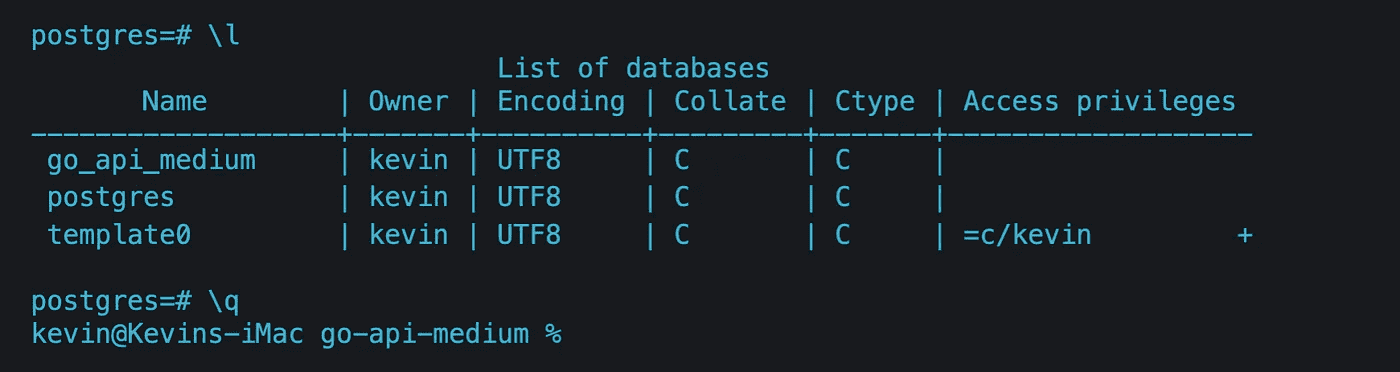 postgres=# \l
List of databases
Name | Owner | Encoding | Collate | Ctype | Access privileges
-------------------+-------+----------+---------+-------+-------------------
go_api_medium | kevin | UTF8 | C | C |
postgres | kevin | UTF8 | C | C |
template0 | kevin | UTF8 | C | C | =c/kevin +
postgres=# \q
kevin@Kevins-iMac go-api-medium %